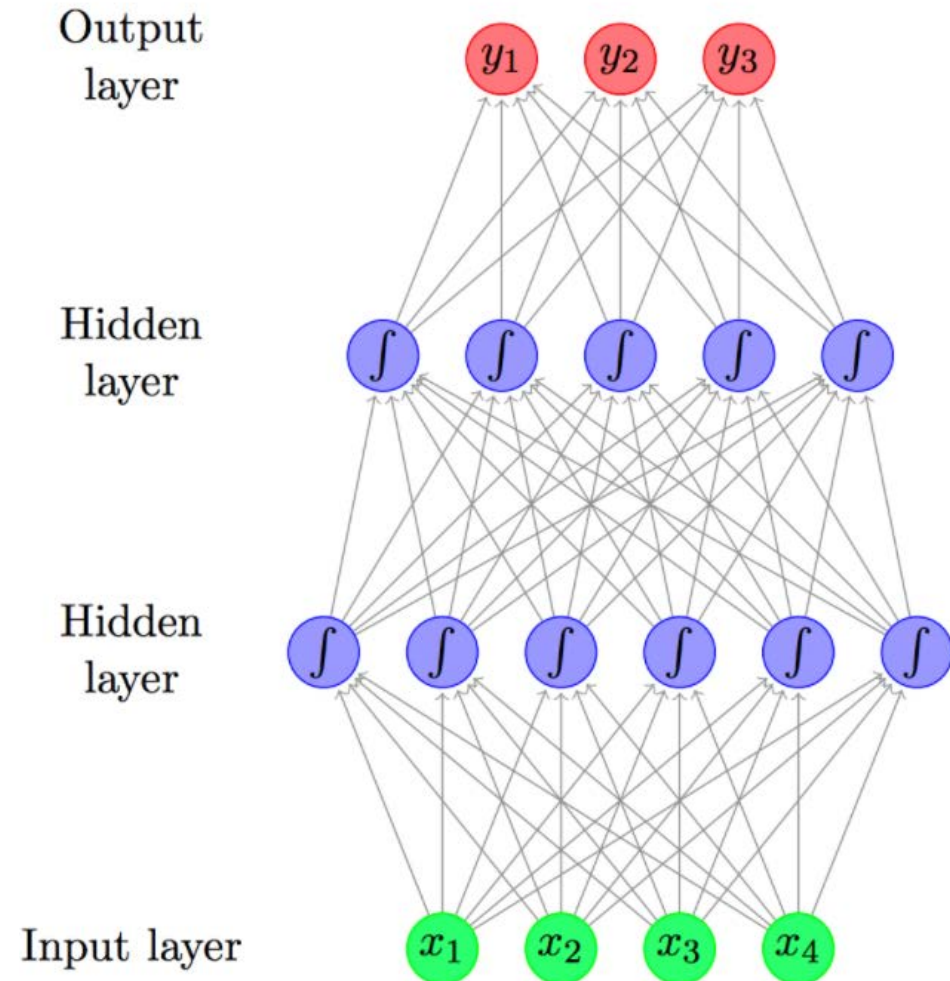 Output
layer
y1 y2 y3
Hidden
layer
∫ ∫ ∫ ∫ ∫
Hidden
layer
∫ ∫ ∫ ∫ ∫ ∫
Input layer
x1 x2 x3 x4